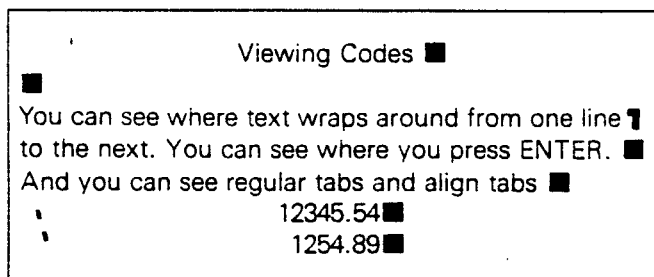 Viewing Codes ■
■
You can see where text wraps around from one line ¶
to the next. You can see where you press ENTER. ■
And you can see regular tabs and align tabs ■
12345.54■
1254.89■